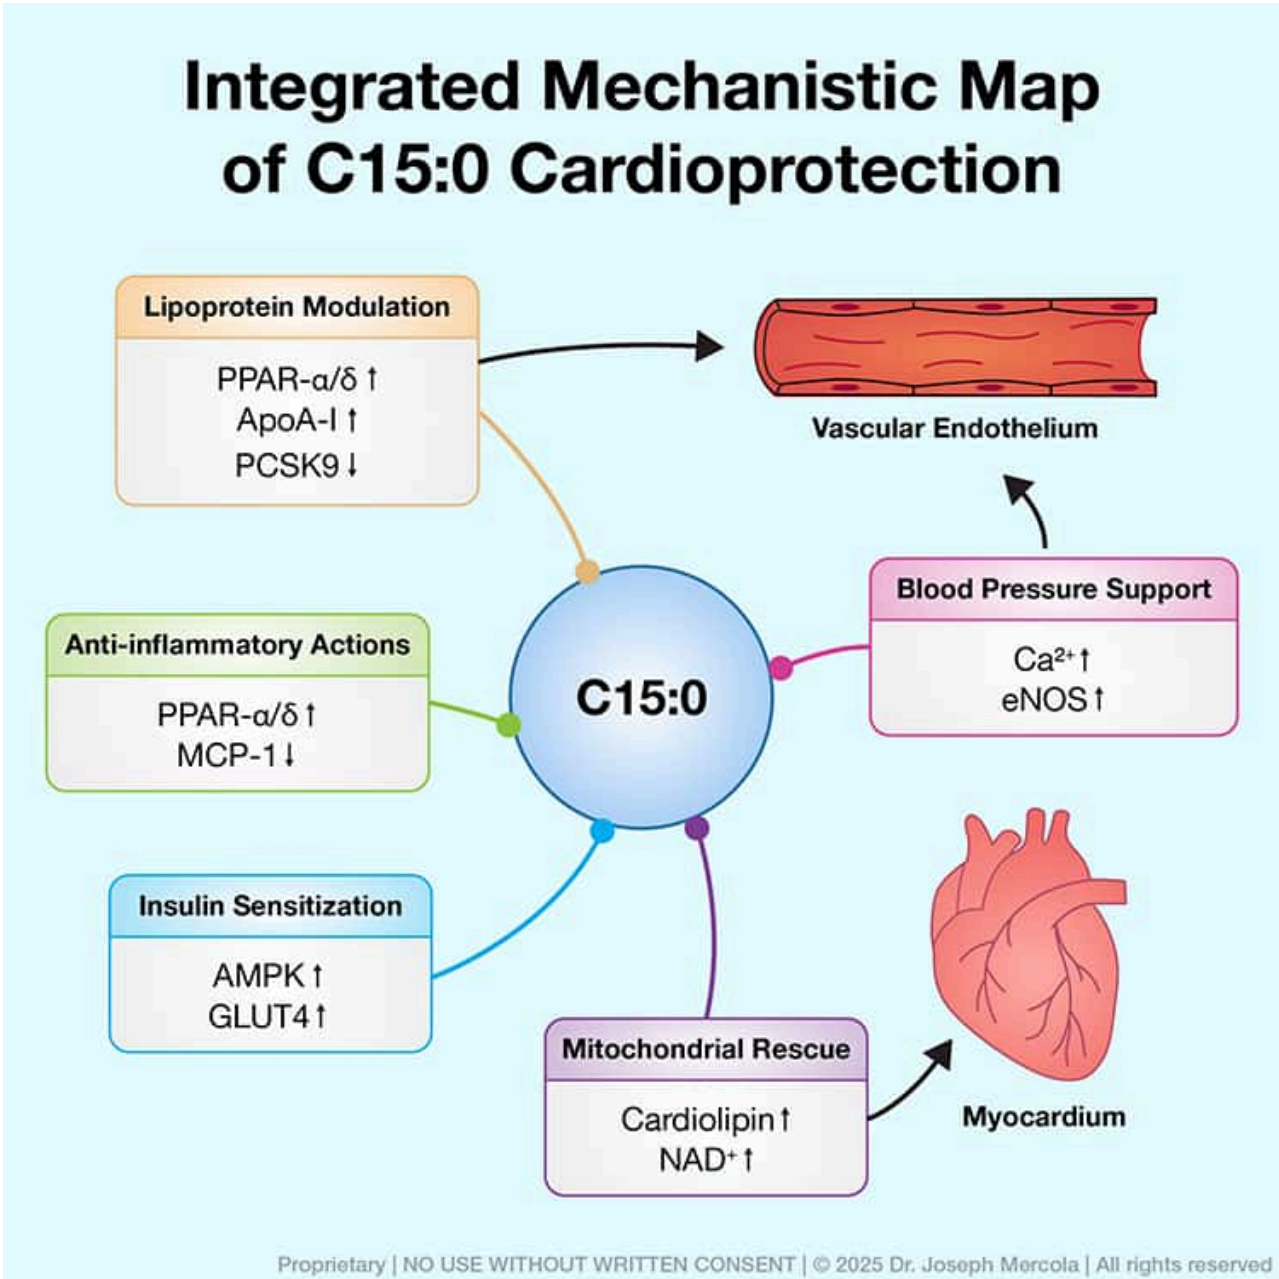 Integrated Mechanistic Map
of C15:0 Cardioprotection
Lipoprotein Modulation
PPAR-α/δ ↑
ApoA-I ↑
PCSK9 ↓
Vascular Endothelium
Blood Pressure Support
Ca²⁺ ↑
eNOS ↑
Anti-inflammatory Actions
PPAR-α/δ ↑
MCP-1 ↓
C15:0
Insulin Sensitization
AMPK ↑
GLUT4 ↑
Mitochondrial Rescue
Cardiolipin ↑
NAD⁺ ↑
Myocardium
Proprietary | NO USE WITHOUT WRITTEN CONSENT | © 2025 Dr. Joseph Mercola | All rights reserved